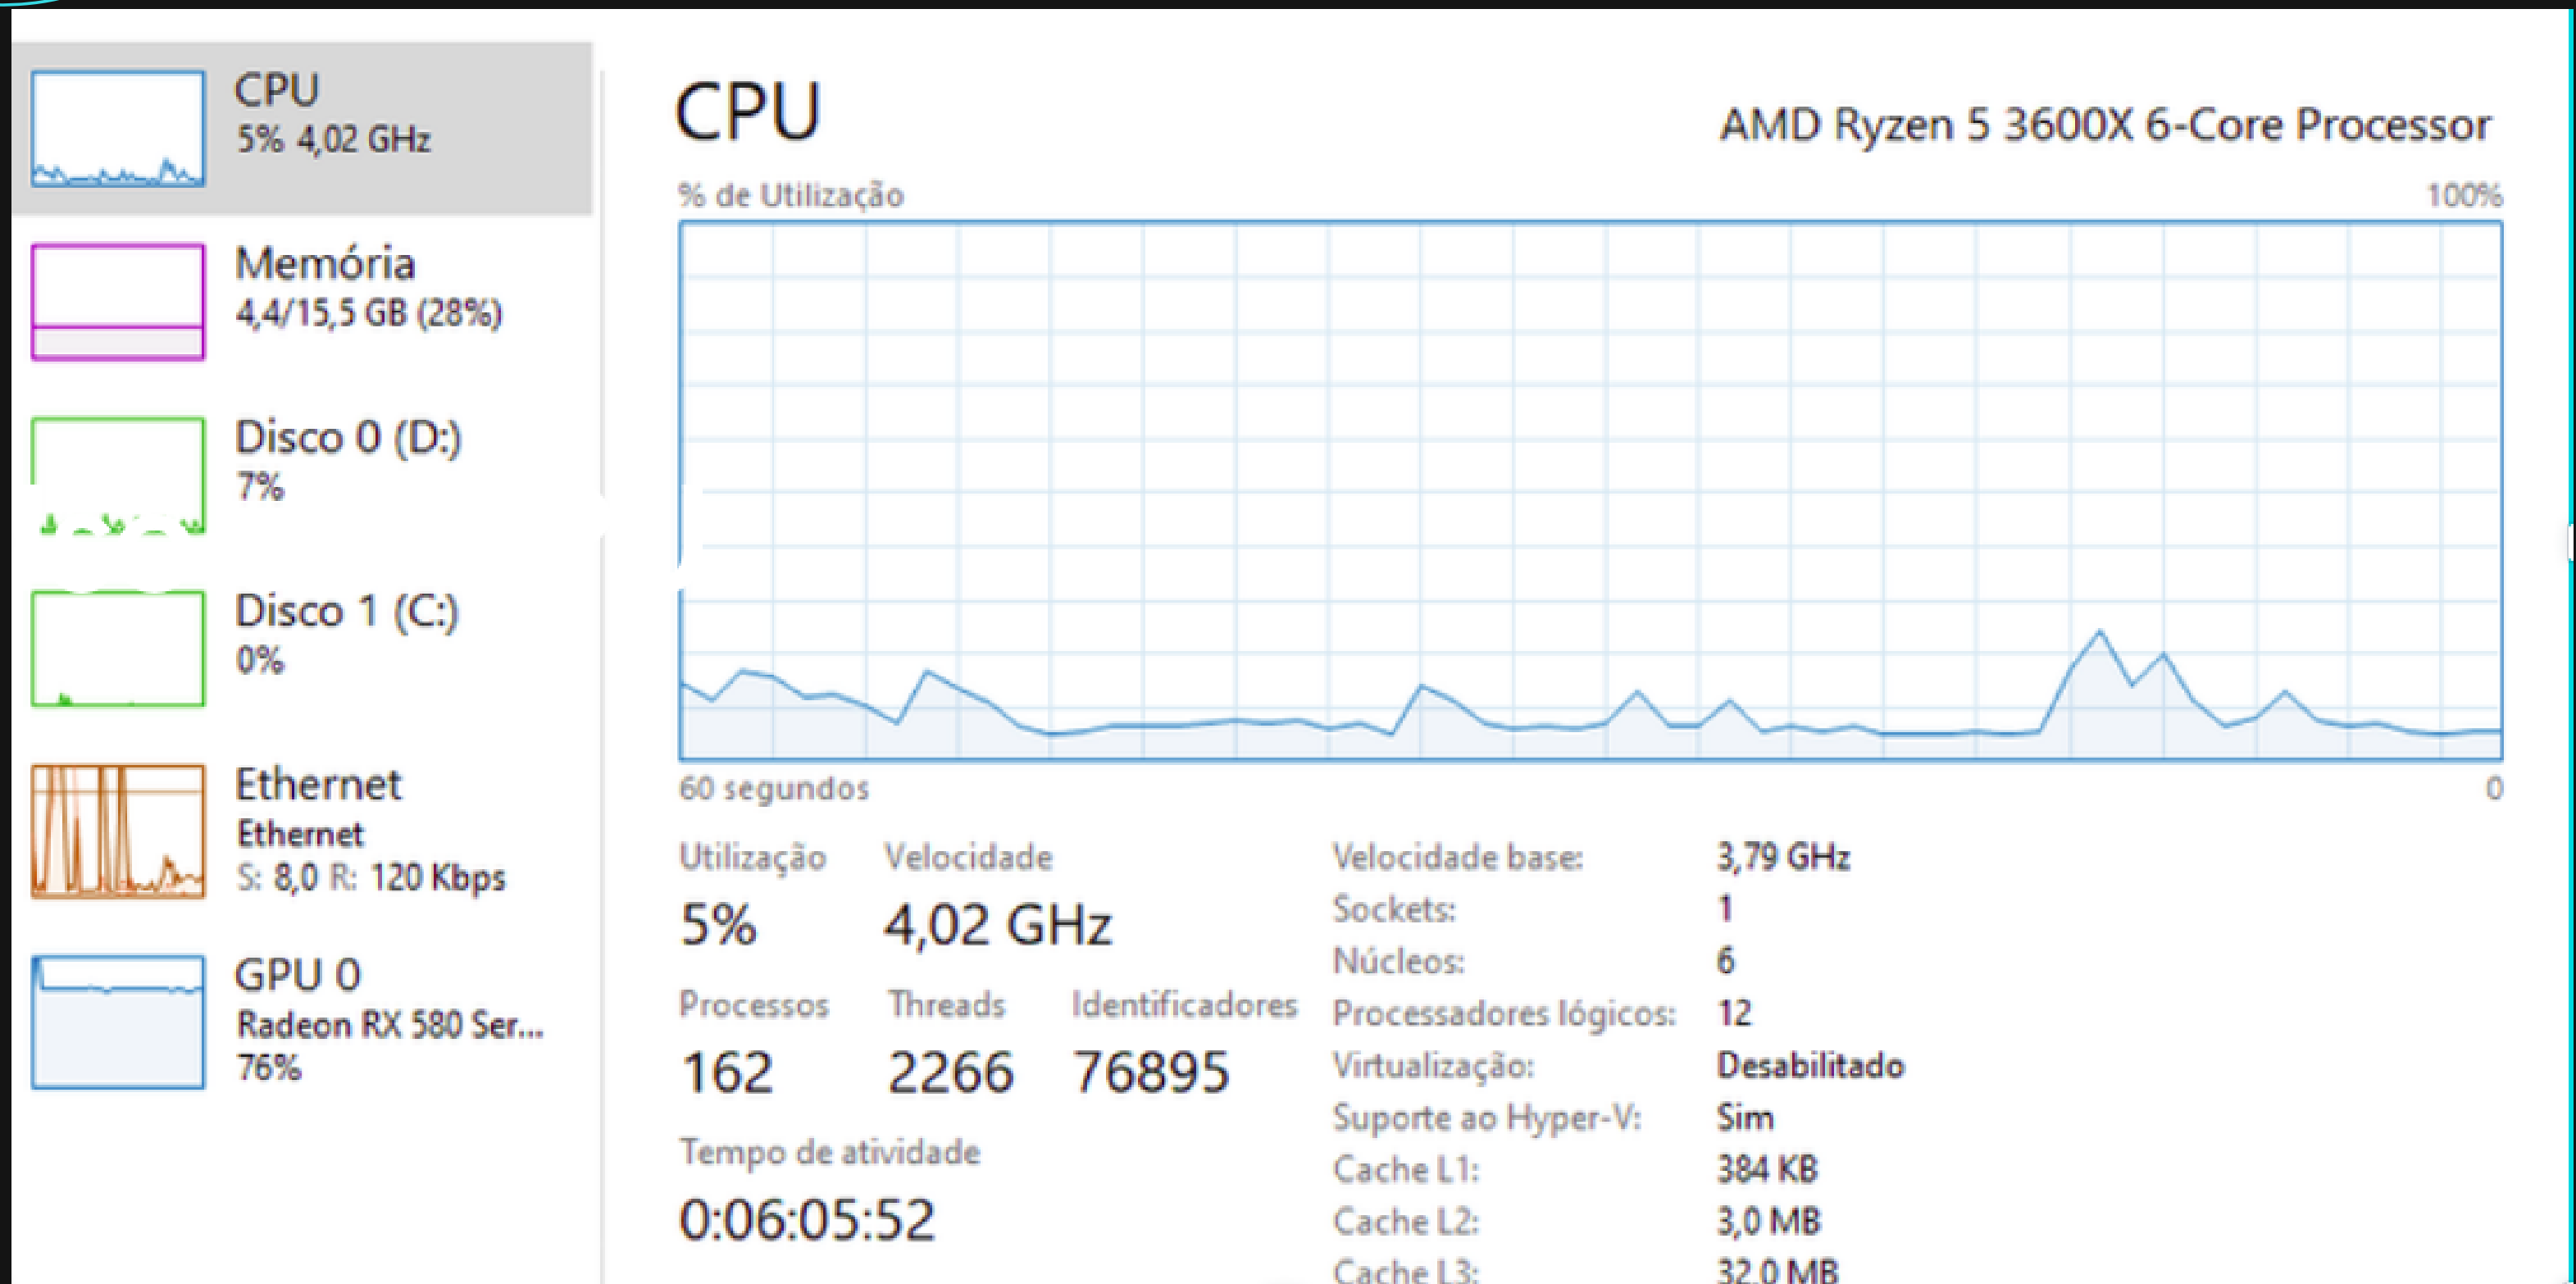 CPU
5% 4,02 GHz
Memória
4,4/15,5 GB (28%)
Disco 0 (D:)
7%
Disco 1 (C:)
0%
Ethernet
Ethernet
S: 8,0 R: 120 Kbps
GPU 0
Radeon RX 580 Ser...
76%
CPU
AMD Ryzen 5 3600X 6-Core Processor
% de Utilização 100%
60 segundos 0
Utilização Velocidade
5% 4,02 GHz
Processos Threads Identificadores
162 2266 76895
Tempo de atividade
0:06:05:52
Velocidade base: 3,79 GHz
Sockets: 1
Núcleos: 6
Processadores lógicos: 12
Virtualização: Desabilitado
Suporte ao Hyper-V: Sim
Cache L1: 384 KB
Cache L2: 3,0 MB
Cache L3: 32,0 MB